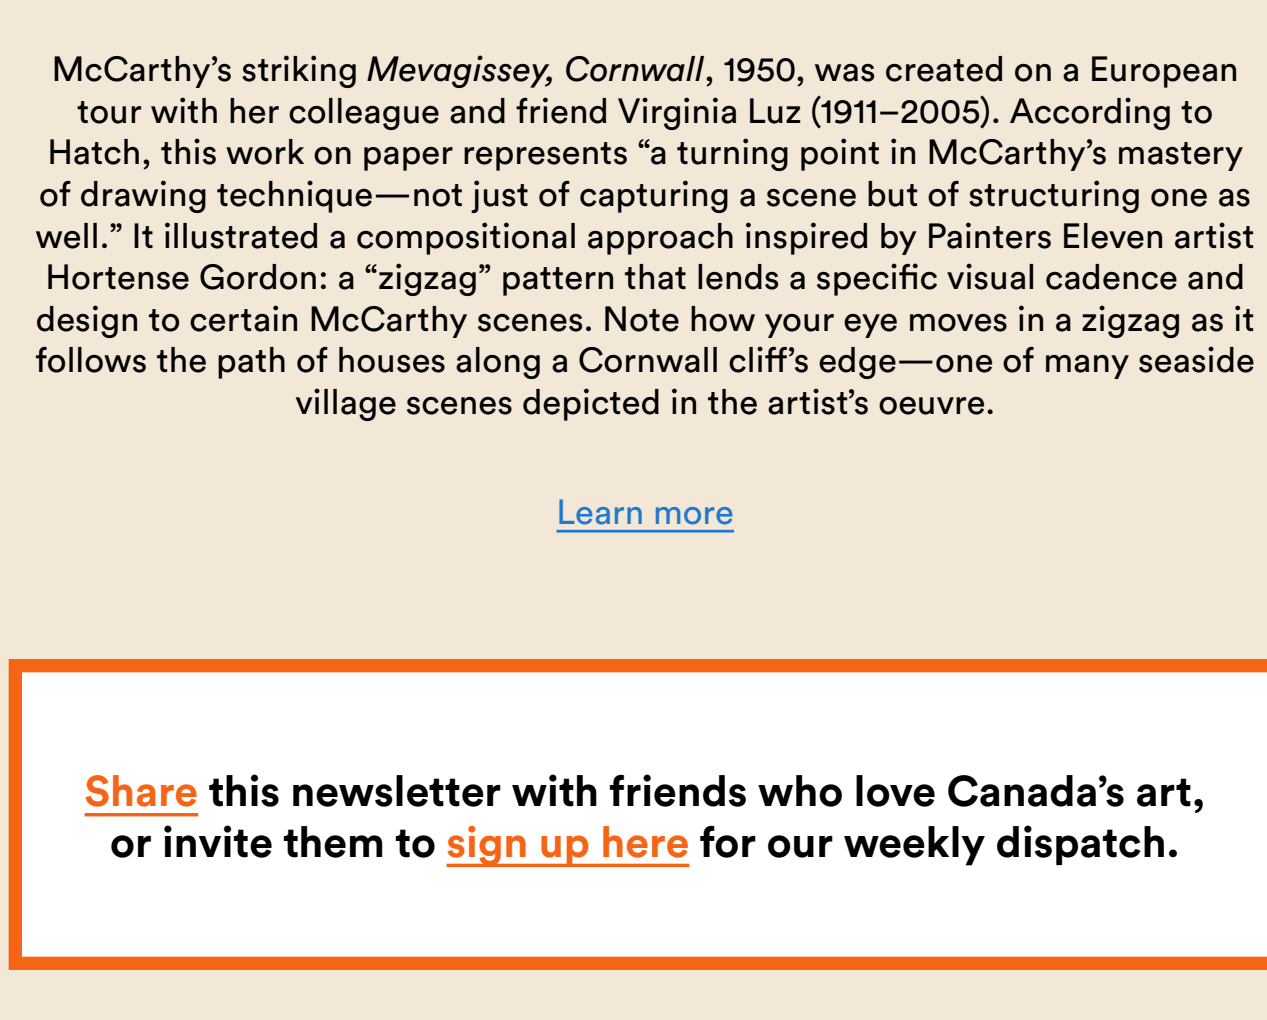 McCarthy’s striking Mevagissey, Cornwall, 1950, was created on a European
tour with her colleague and friend Virginia Luz (1911–2005). According to
Hatch, this work on paper represents “a turning point in McCarthy’s mastery
of drawing technique—not just of capturing a scene but of structuring one as
well.” It illustrated a compositional approach inspired by Painters Eleven artist
Hortense Gordon: a “zigzag” pattern that lends a specific visual cadence and
design to certain McCarthy scenes. Note how your eye moves in a zigzag as it
follows the path of houses along a Cornwall cliff’s edge—one of many seaside
village scenes depicted in the artist’s oeuvre.
Learn more
Share this newsletter with friends who love Canada’s art,
or invite them to sign up here for our weekly dispatch.